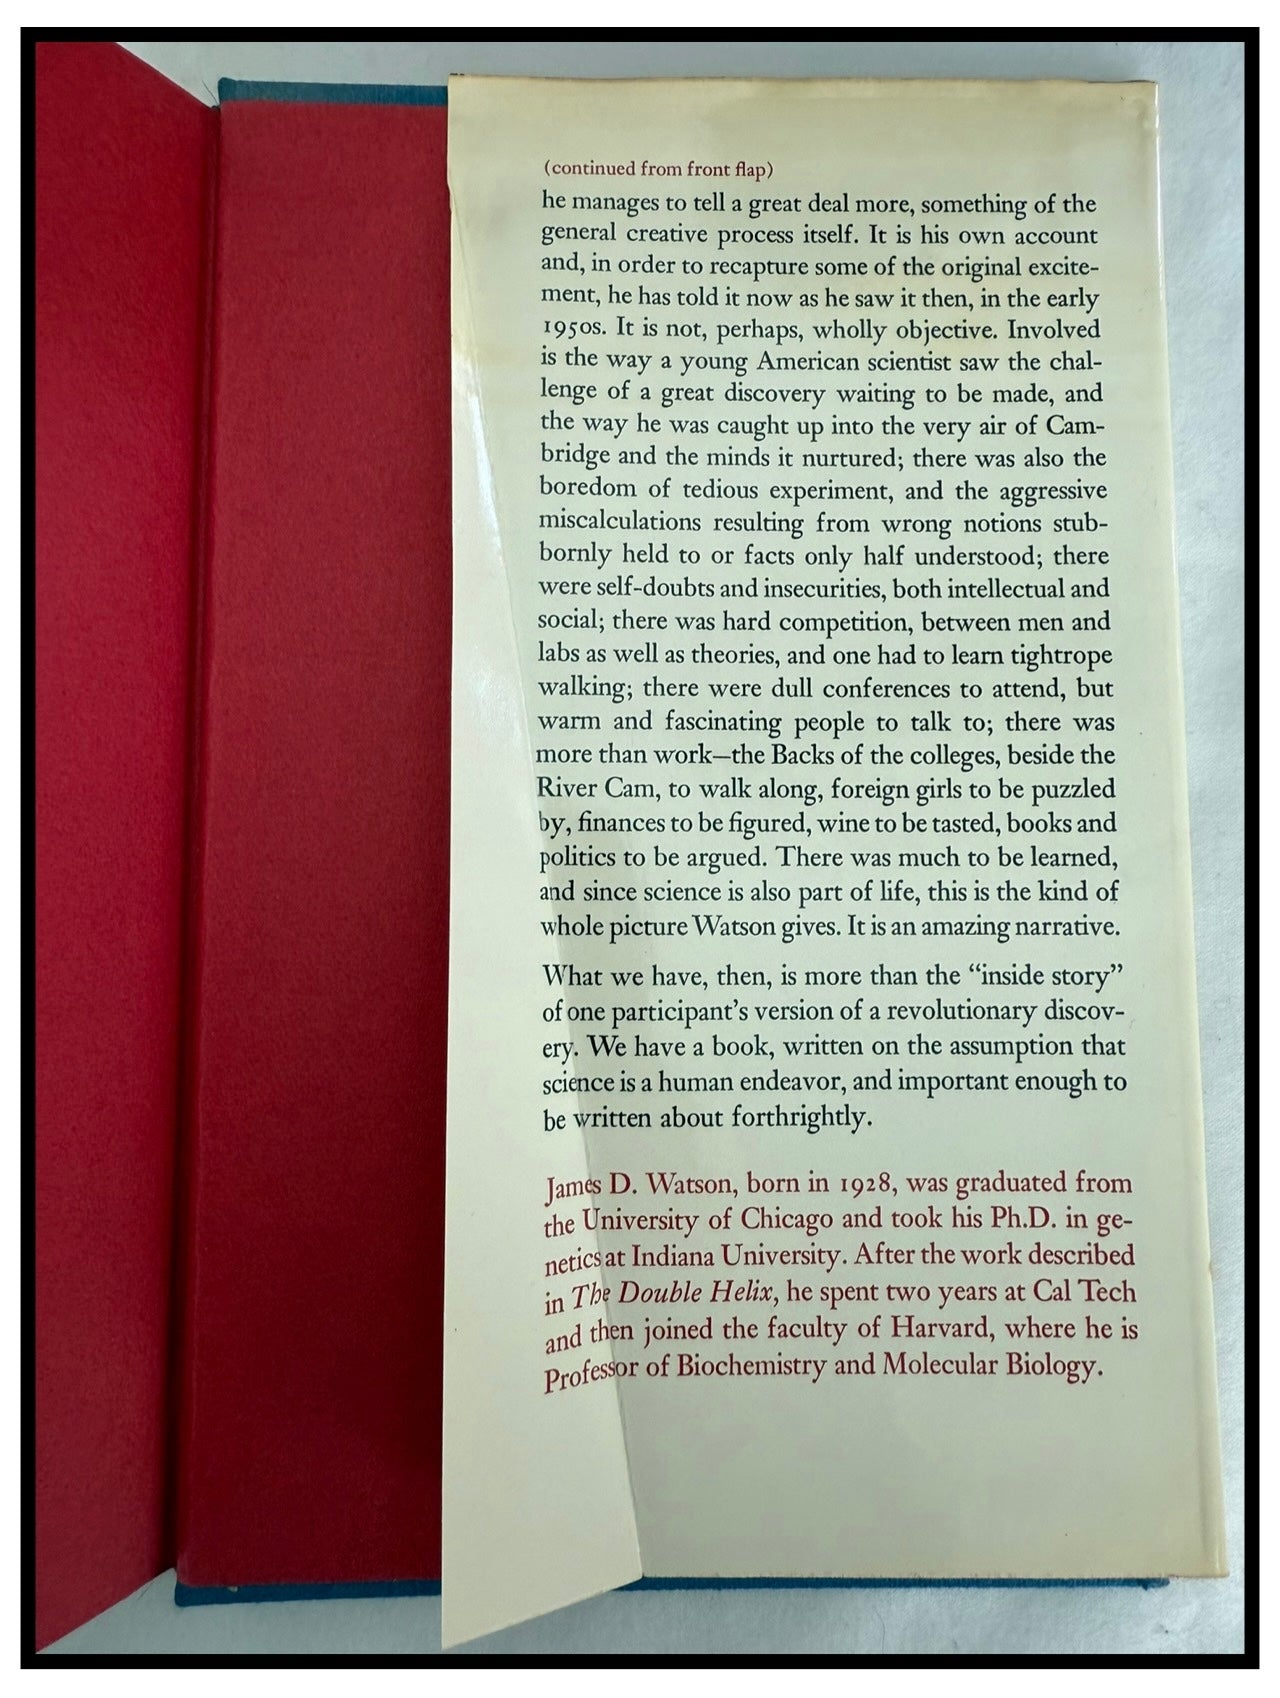 (continued from front flap)
he manages to tell a great deal more, something of the
general creative process itself. It is his own account
and, in order to recapture some of the original excite-
ment, he has told it now as he saw it then, in the early
1950s. It is not, perhaps, wholly objective. Involved
is the way a young American scientist saw the chal-
lenge of a great discovery waiting to be made, and
the way he was caught up into the very air of Cam-
bridge and the minds it nurtured; there was also the
boredom of tedious experiment, and the aggressive
miscalculations resulting from wrong notions stub-
bornly held to or facts only half understood; there
were self-doubts and insecurities, both intellectual and
social; there was hard competition, between men and
labs as well as theories, and one had to learn tightrope
walking; there were dull conferences to attend, but
warm and fascinating people to talk to; there was
more than work—the Backs of the colleges, beside the
River Cam, to walk along, foreign girls to be puzzled
by, finances to be figured, wine to be tasted, books and
politics to be argued. There was much to be learned,
and since science is also part of life, this is the kind of
whole picture Watson gives. It is an amazing narrative.
What we have, then, is more than the “inside story”
of one participant’s version of a revolutionary discov-
ery. We have a book, written on the assumption that
science is a human endeavor, and important enough to
be written about forthrightly.
James D. Watson, born in 1928, was graduated from
the University of Chicago and took his Ph.D. in ge-
netics at Indiana University. After the work described
in The Double Helix, he spent two years at Cal Tech
and then joined the faculty of Harvard, where he is
Professor of Biochemistry and Molecular Biology.